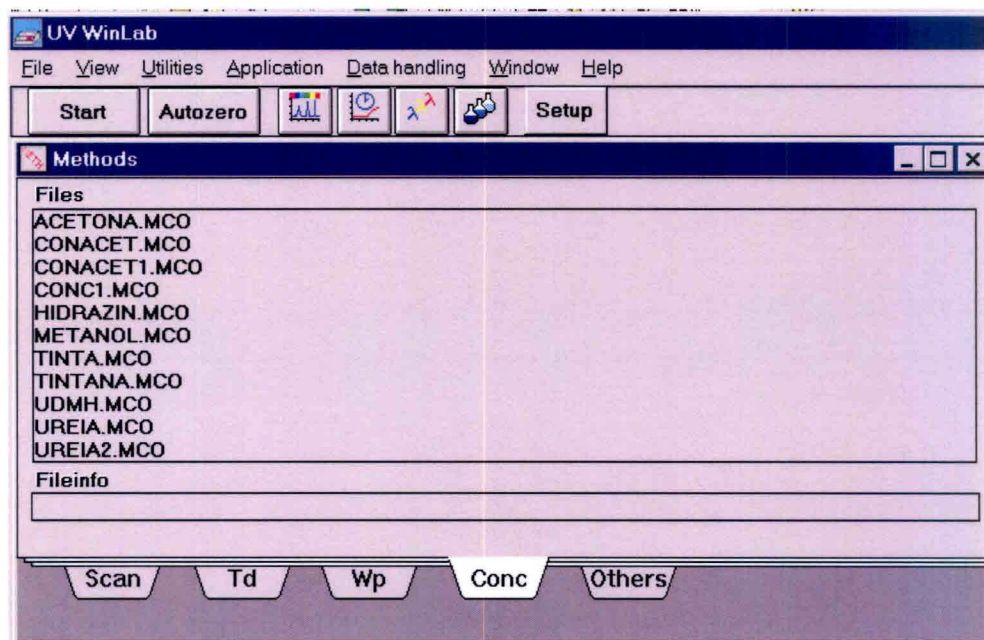 UV WinLab
File View Utilities Application Data handling Window Help
Start Autozero Setup
Methods
Files
ACETONA.MCO
CONACET.MCO
CONACET1.MCO
CONC1.MCO
HIDRAZIN.MCO
METANOL.MCO
TINTA.MCO
TINTANA.MCO
UDMH.MCO
UREIA.MCO
UREIA2.MCO
Fileinfo
Scan Td Wp Conc Others